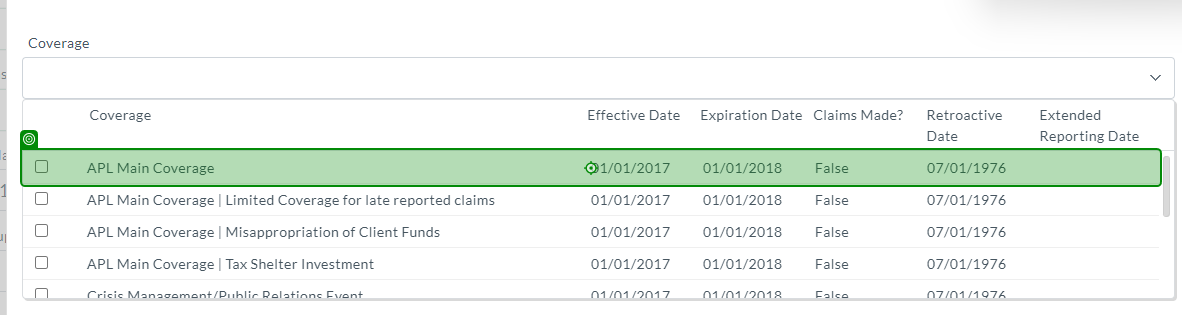 Coverage
Coverage Effective Date Expiration Date Claims Made? Retroactive Date Extended Reporting Date
APL Main Coverage 01/01/2017 01/01/2018 False 07/01/1976
APL Main Coverage | Limited Coverage for late reported claims 01/01/2017 01/01/2018 False 07/01/1976
APL Main Coverage | Misappropriation of Client Funds 01/01/2017 01/01/2018 False 07/01/1976
APL Main Coverage | Tax Shelter Investment 01/01/2017 01/01/2018 False 07/01/1976
Crisis Management/Public Relations Event 01/01/2017 01/01/2018 False 07/01/1976